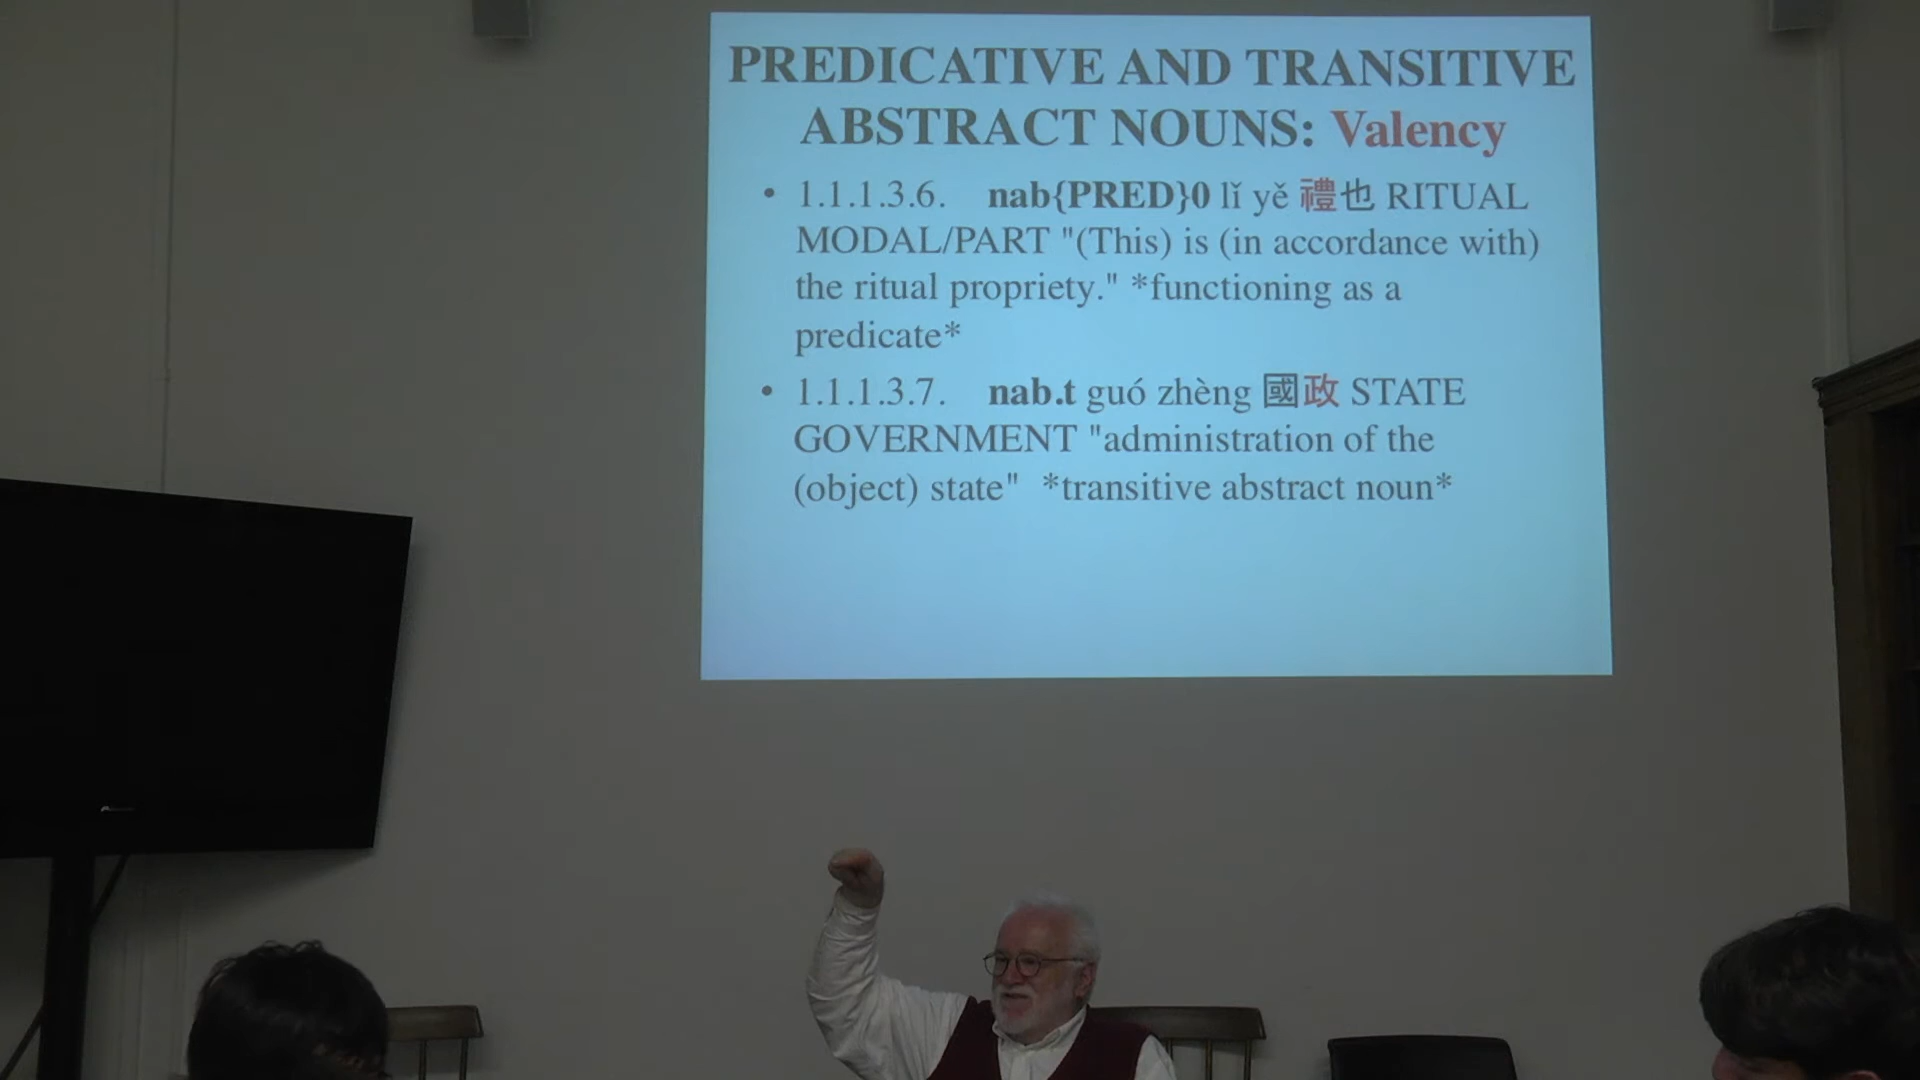 PREDICATIVE AND TRANSITIVE
ABSTRACT NOUNS: Valency
• 1.1.1.3.6. nab{PRED}0 lǐ yě 禮也 RITUAL
MODAL/PART "(This) is (in accordance with)
the ritual propriety." *functioning as a
predicate*
• 1.1.1.3.7. nab.t guó zhèng 國政 STATE
GOVERNMENT "administration of the
(object) state" *transitive abstract noun*